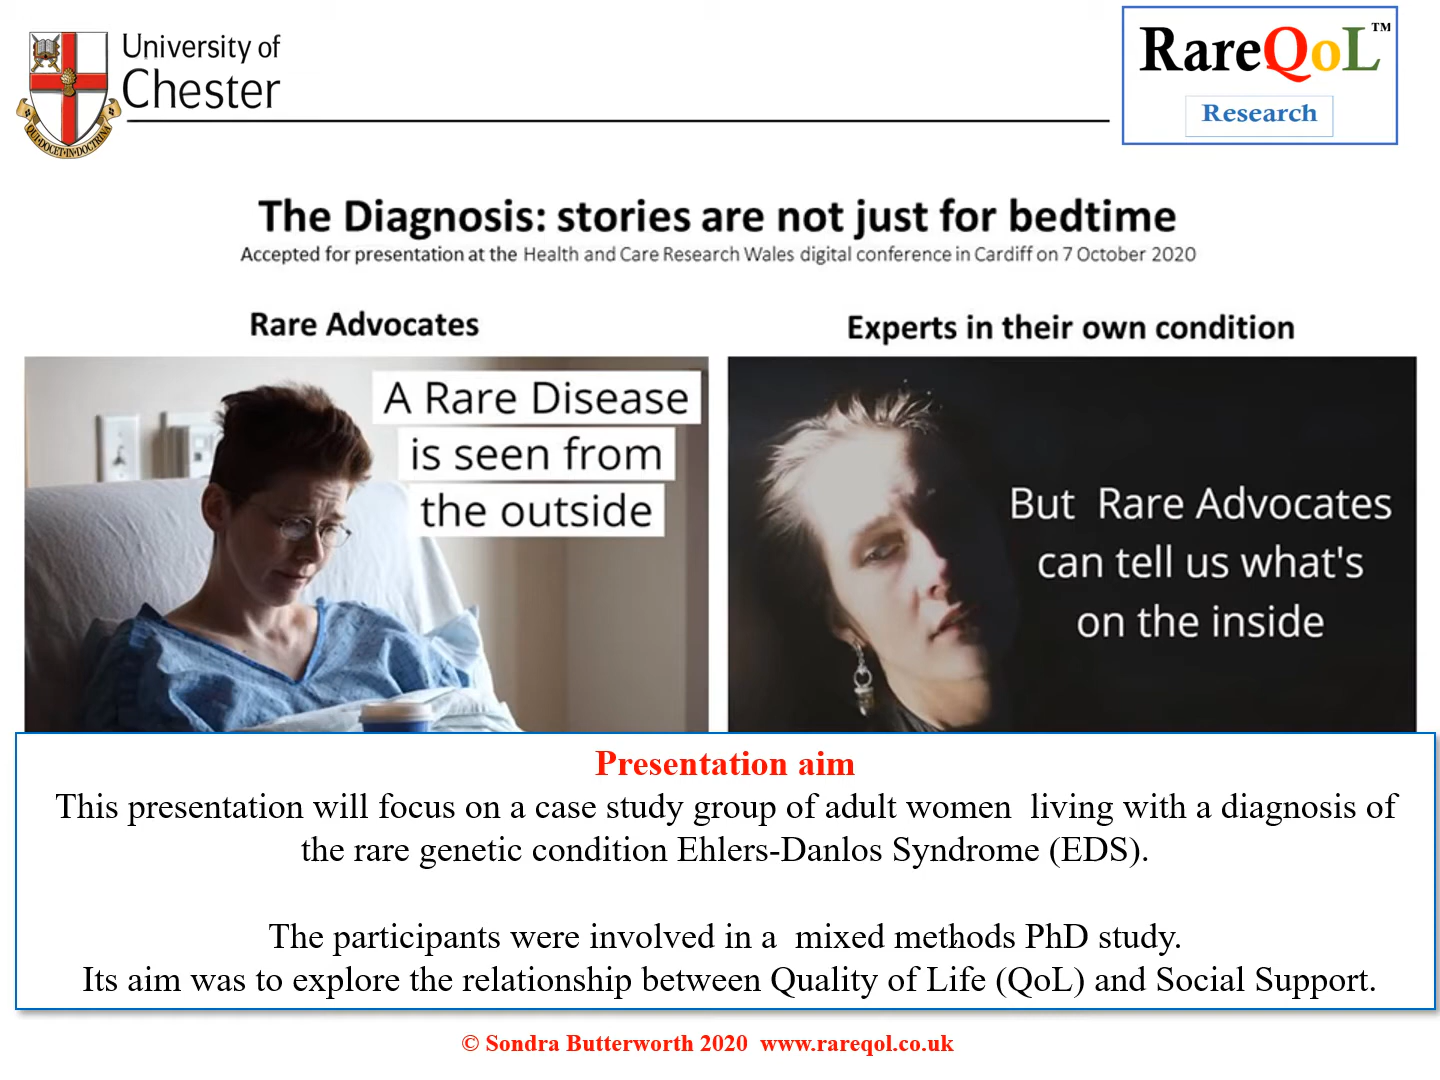 University of
Chester
QUI·DOCET·IN·DOCTRINA
RareQoL™
Research
The Diagnosis: stories are not just for bedtime
Accepted for presentation at the Health and Care Research Wales digital conference in Cardiff on 7 October 2020
Rare Advocates
Experts in their own condition
A Rare Disease
is seen from
the outside
But Rare Advocates
can tell us what's
on the inside
Presentation aim
This presentation will focus on a case study group of adult women living with a diagnosis of
the rare genetic condition Ehlers-Danlos Syndrome (EDS).
The participants were involved in a mixed methods PhD study.
Its aim was to explore the relationship between Quality of Life (QoL) and Social Support.
© Sondra Butterworth 2020 www.rareqol.co.uk